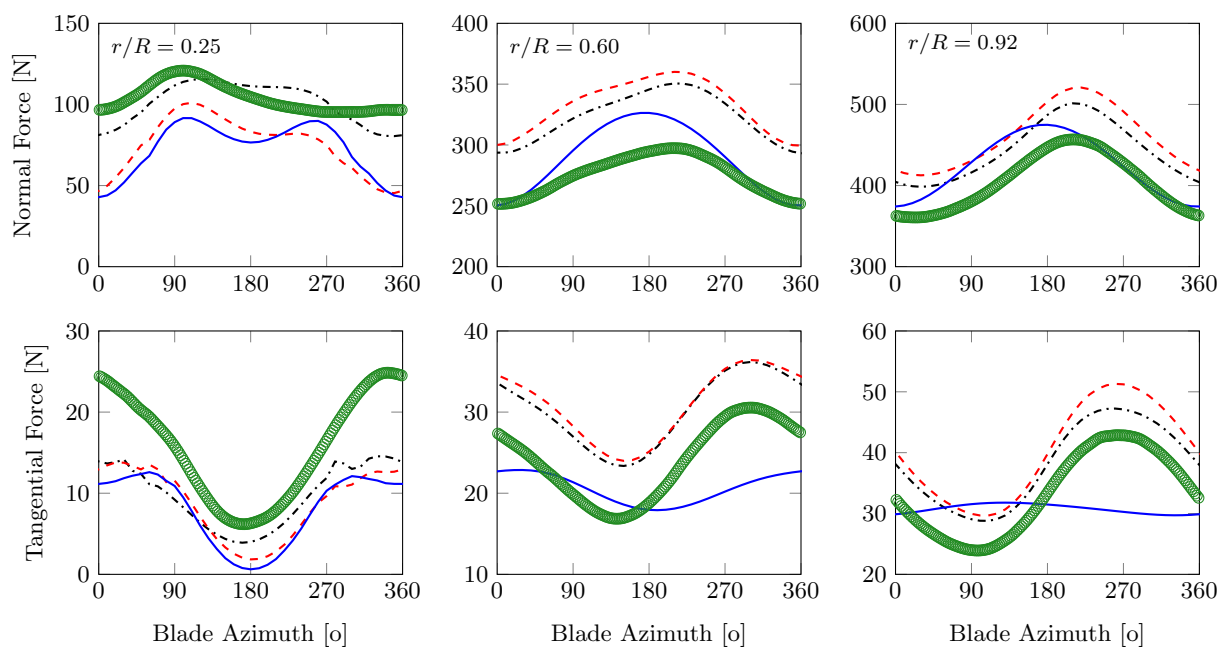 Normal Force [N]
150
100
50
0
r/R = 0.25
0 90 180 270 360
400
350
300
250
200
r/R = 0.60
0 90 180 270 360
600
500
400
300
r/R = 0.92
0 90 180 270 360
Tangential Force [N]
30
20
10
0
0 90 180 270 360
Blade Azimuth [o]
40
30
20
10
0 90 180 270 360
Blade Azimuth [o]
60
50
40
30
20
0 90 180 270 360
Blade Azimuth [o]